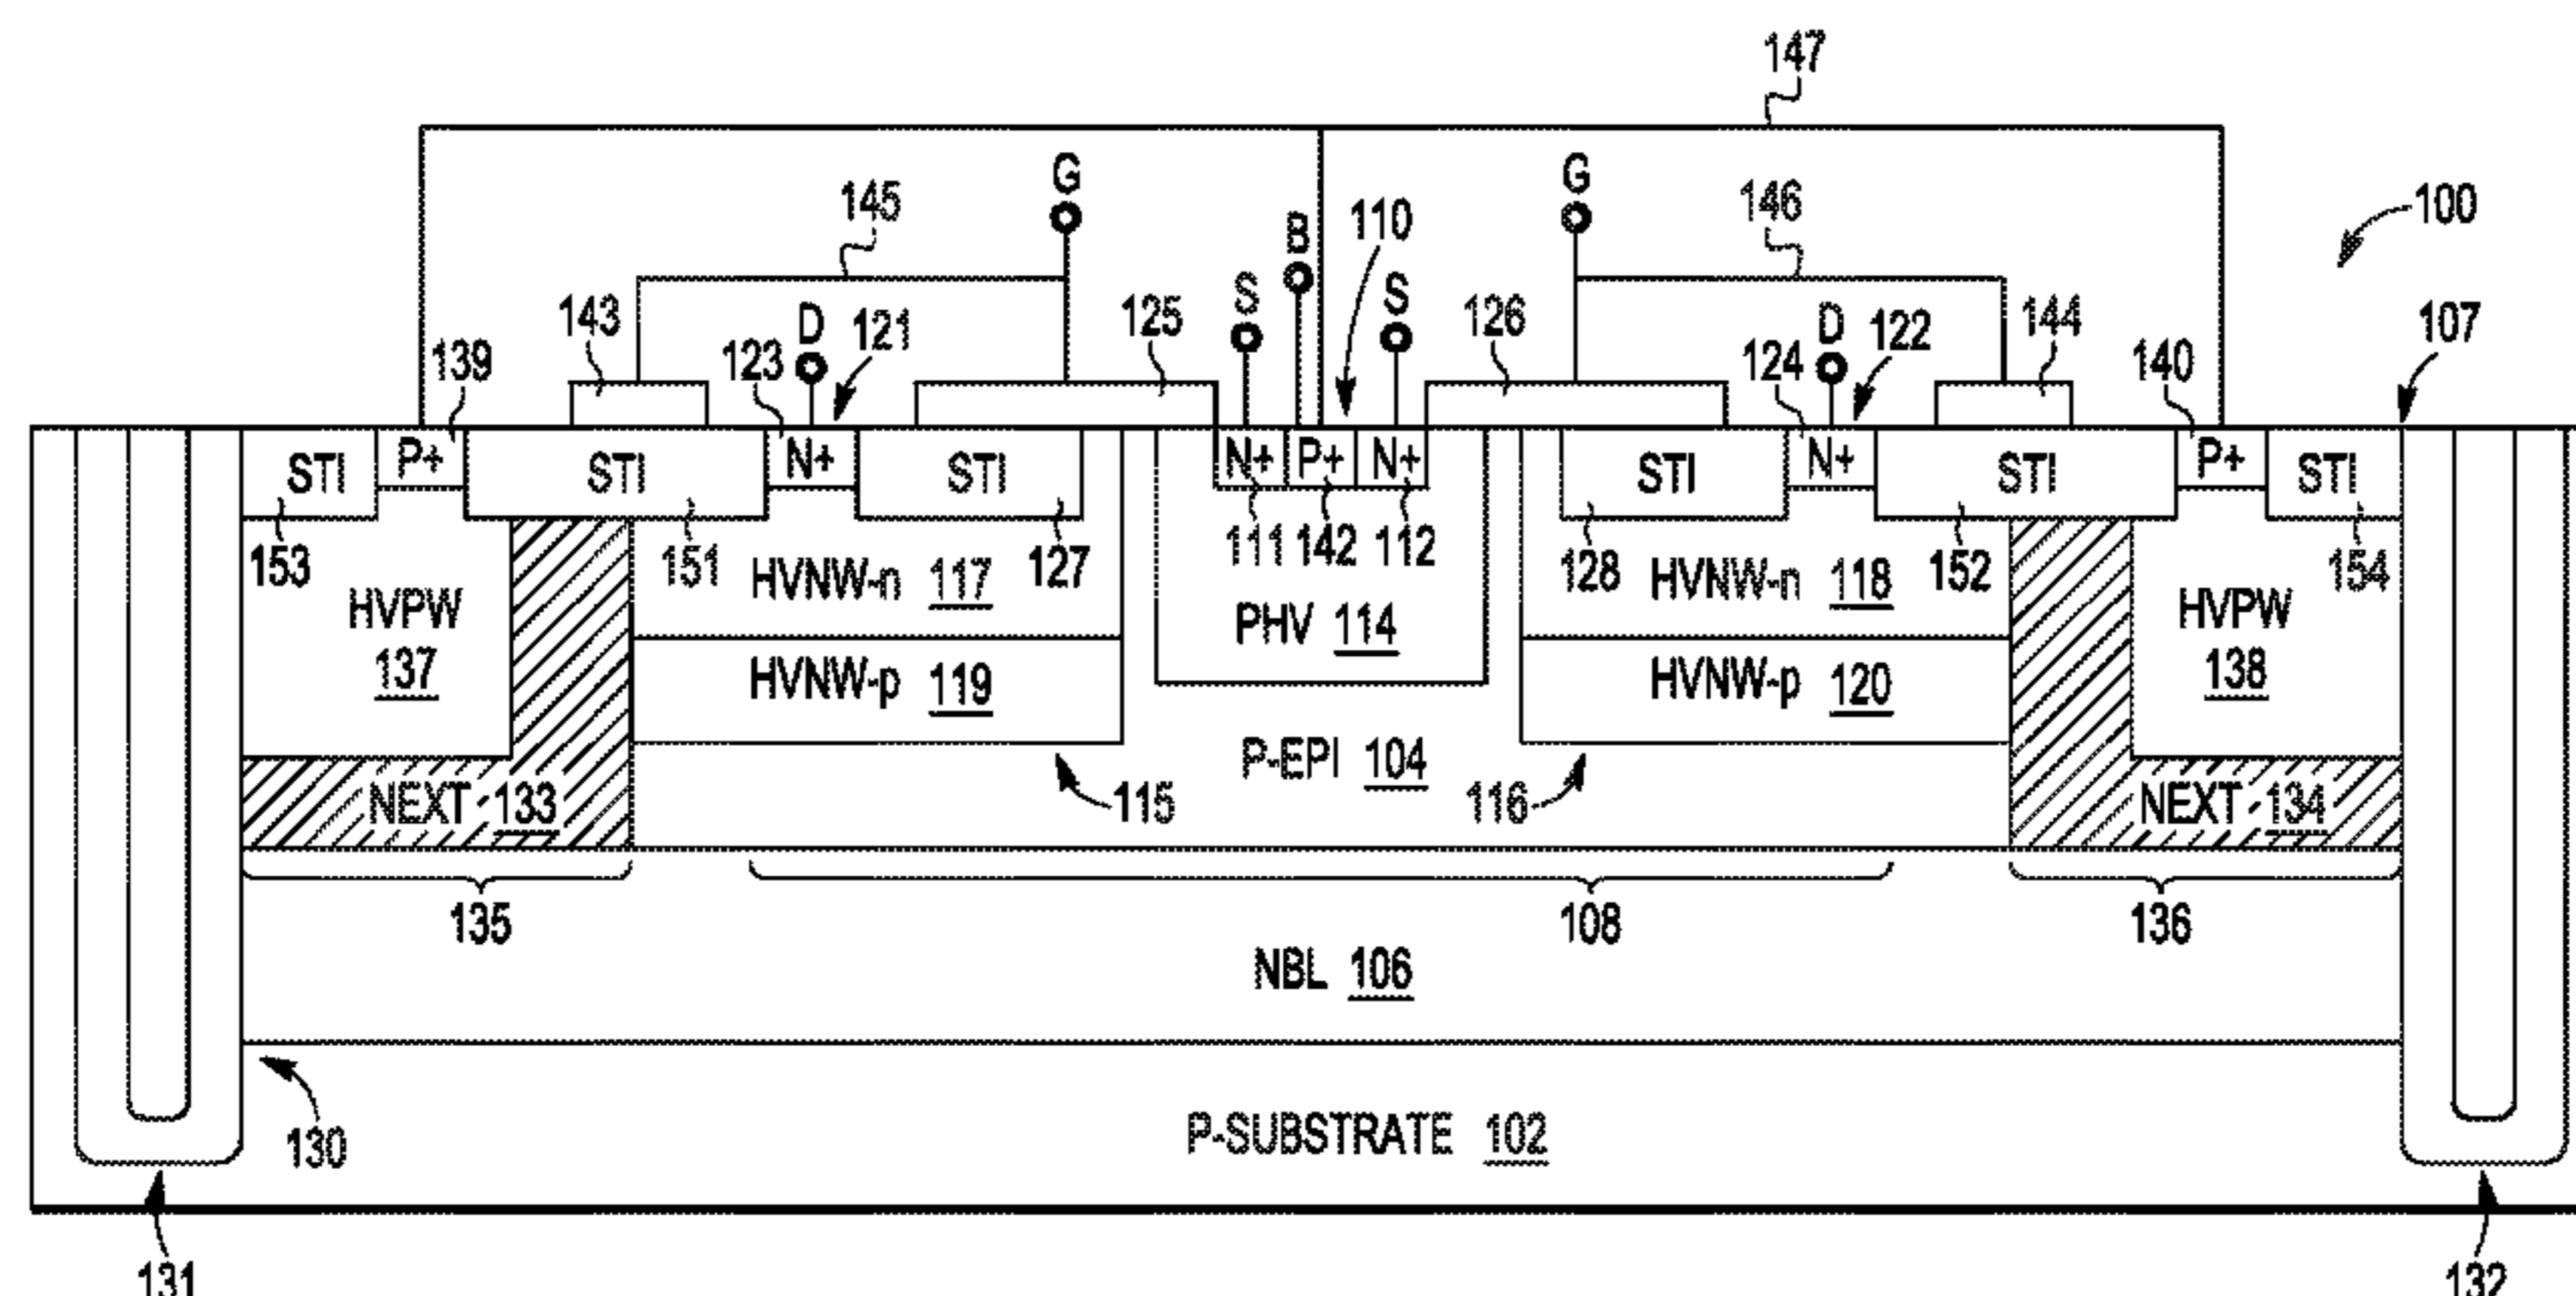 147
G
G
145
B
110
146
100
S
S
143
D
121
125
126
D
122
144
107
139
123
124
140
STI
P+
STI
N+
STI
N+
P+
N+
STI
N+
STI
P+
STI
153
151
127
111
142
112
128
152
154
HVPW
137
HVNW-n 117
PHV 114
HVNW-n 118
HVPW
138
HVNW-p 119
HVNW-p 120
P-EPI 104
NEXT 133
115
116
NEXT 134
135
108
136
NBL 106
130
P-SUBSTRATE 102
131
132